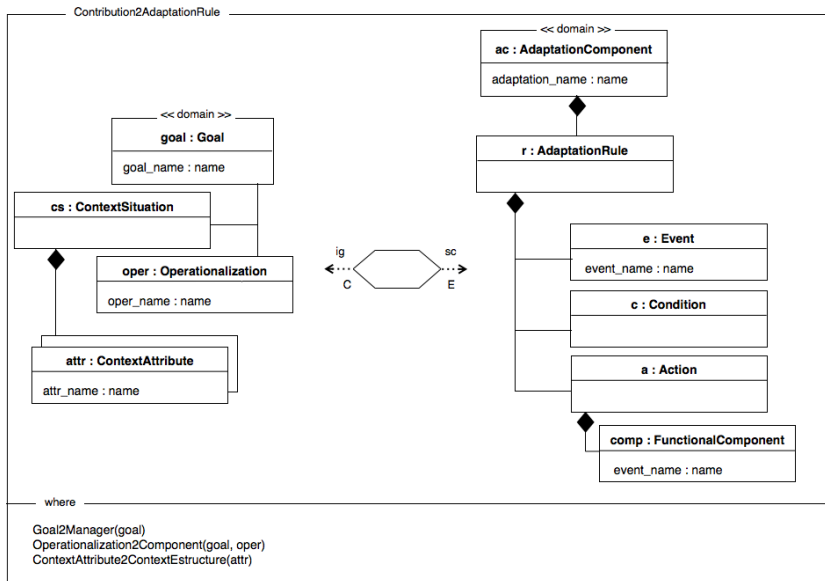 Contribution2AdaptationRule
<< domain >>
goal : Goal
goal_name : name
cs : ContextSituation
oper : Operationalization
oper_name : name
attr : ContextAttribute
attr_name : name
ig
C
sc
E
<< domain >>
ac : AdaptationComponent
adaptation_name : name
r : AdaptationRule
e : Event
event_name : name
c : Condition
a : Action
comp : FunctionalComponent
event_name : name
where
Goal2Manager(goal)
Operationalization2Component(goal, oper)
ContextAttribute2ContextEstructure(attr)